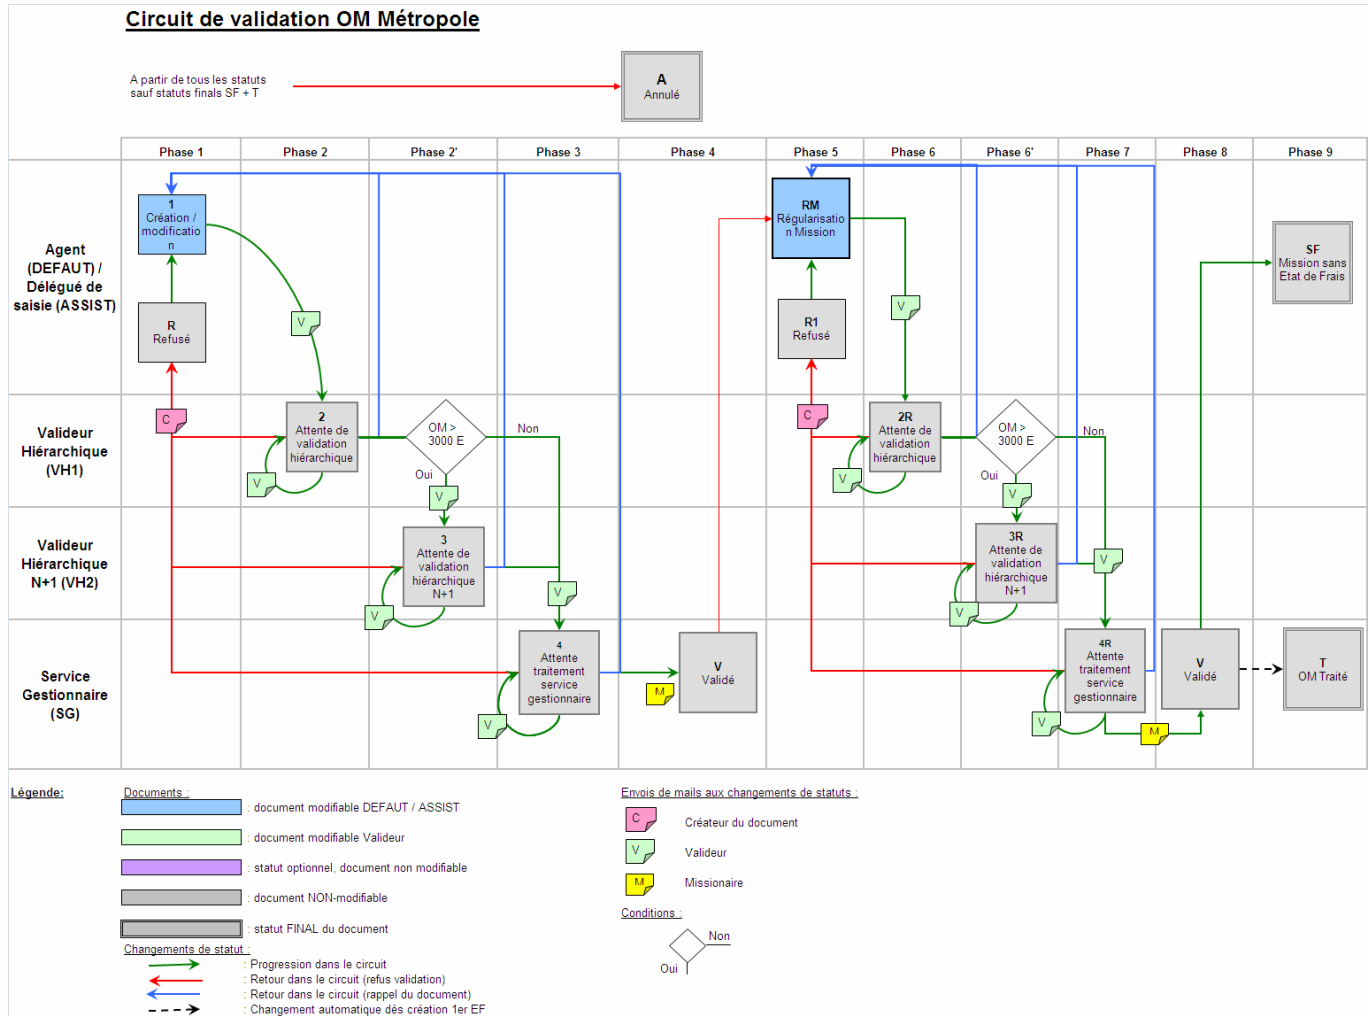 Circuit de validation OM Métropole
A partir de tous les statuts
sauf statuts finals SF + T
A
Annulé
Phase 1
Phase 2
Phase 2'
Phase 3
Phase 4
Phase 5
Phase 6
Phase 6'
Phase 7
Phase 8
Phase 9
Agent
(DEFAUT) /
Délégué de
saisie (ASSIST)
1
Création /
modificatio
n
R
Refusé
V
RM
Régularisatio
n Mission
R1
Refusé
V
SF
Mission sans
Etat de Frais
Valideur
Hiérarchique
(VH1)
C
2
Attente de
validation
hiérarchique
V
OM >
3000 E
Non
Oui
V
C
2R
Attente de
validation
hiérarchique
V
OM >
3000 E
Non
Oui
V
Valideur
Hiérarchique
N+1 (VH2)
3
Attente de
validation
hiérarchique
N+1
V
V
3R
Attente de
validation
hiérarchique
N+1
V
V
Service
Gestionnaire
(SG)
4
Attente
traitement
service
gestionnaire
V
M
V
Validé
4R
Attente
traitement
service
gestionnaire
V
M
V
Validé
T
OM Traité
Légende:
Documents :
: document modifiable DEFAUT / ASSIST
: document modifiable Valideur
: statut optionnel, document non modifiable
: document NON-modifiable
: statut FINAL du document
Changements de statut :
: Progression dans le circuit
: Retour dans le circuit (refus validation)
: Retour dans le circuit (rappel du document)
: Changement automatique dès création 1er EF
Envois de mails aux changements de statuts :
C
Créateur du document
V
Valideur
M
Missionaire
Conditions :
Non
Oui